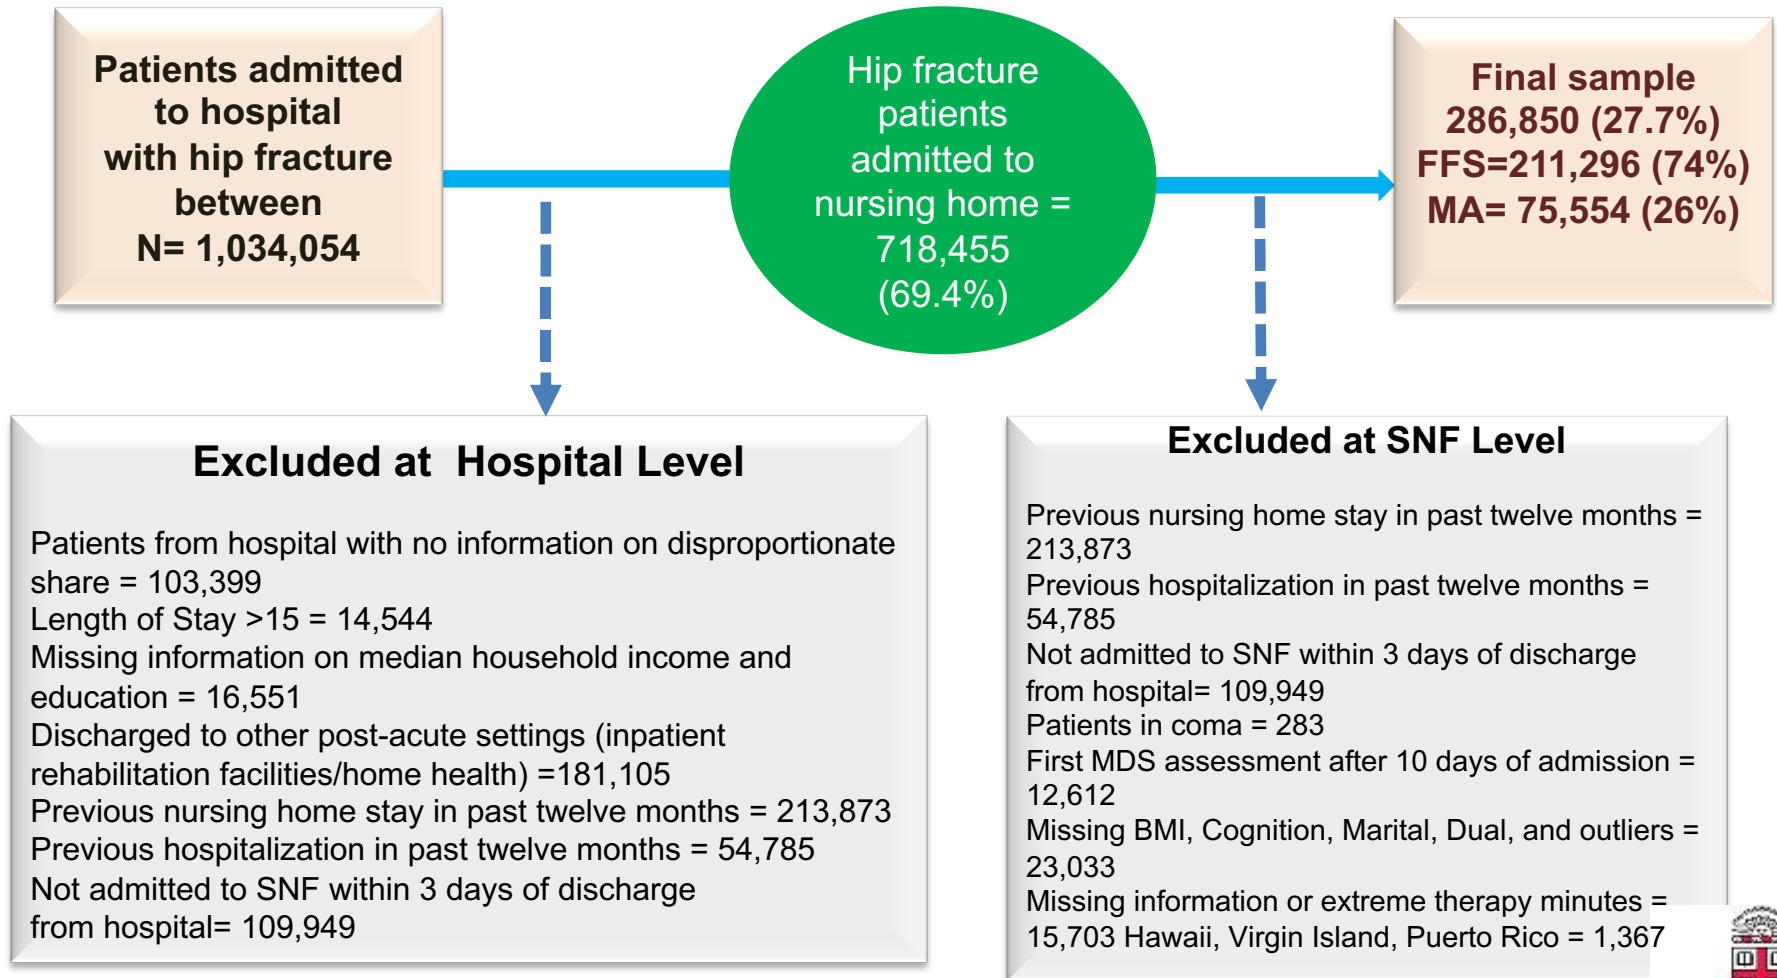 Patients admitted
to hospital
with hip fracture
between
N= 1,034,054
Hip fracture
patients
admitted to
nursing home =
718,455
(69.4%)
Final sample
286,850 (27.7%)
FFS=211,296 (74%)
MA= 75,554 (26%)
Excluded at  Hospital Level
Patients from hospital with no information on disproportionate
share = 103,399
Length of Stay >15 = 14,544
Missing information on median household income and
education = 16,551
Discharged to other post-acute settings (inpatient
rehabilitation facilities/home health) =181,105
Previous nursing home stay in past twelve months = 213,873
Previous hospitalization in past twelve months = 54,785
Not admitted to SNF within 3 days of discharge
from hospital= 109,949
Excluded at SNF Level
Previous nursing home stay in past twelve months =
213,873
Previous hospitalization in past twelve months =
54,785
Not admitted to SNF within 3 days of discharge
from hospital= 109,949
Patients in coma = 283
First MDS assessment after 10 days of admission =
12,612
Missing BMI, Cognition, Marital, Dual, and outliers =
23,033
Missing information or extreme therapy minutes =
15,703 Hawaii, Virgin Island, Puerto Rico = 1,367